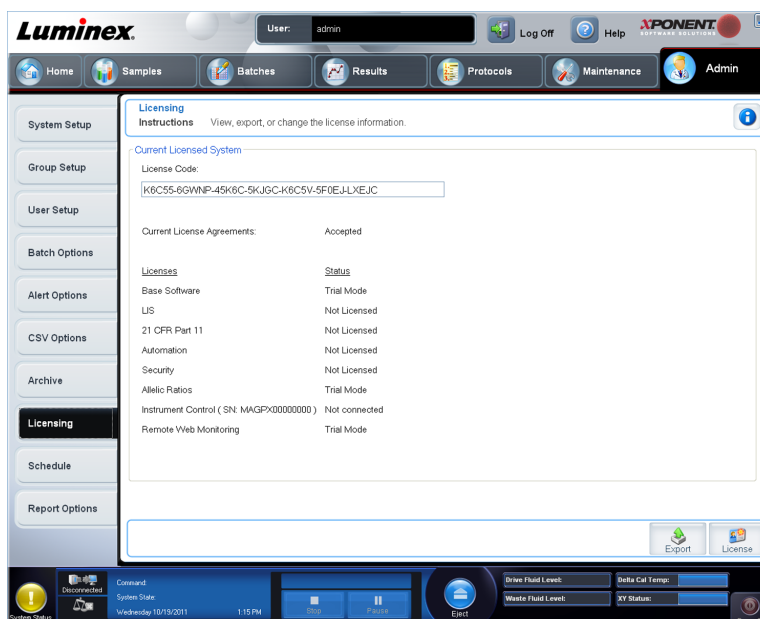 Luminex.
User: admin
Log Off
Help
XPONENT.
SOFTWARE SOLUTIONS
Home
Samples
Batches
Results
Protocols
Maintenance
Admin
System Setup
Group Setup
User Setup
Batch Options
Alert Options
CSV Options
Archive
Licensing
Schedule
Report Options
Licensing
Instructions View, export, or change the license information.
Current Licensed System
License Code:
K6C55-6GWNP-45K6C-5KJGC-K6C5V-5F0EJ-LXEJC
Current License Agreements: Accepted
Licenses Status
Base Software Trial Mode
LIS Not Licensed
21 CFR Part 11 Not Licensed
Automation Not Licensed
Security Not Licensed
Allelic Ratios Trial Mode
Instrument Control ( SN: MAGPX00000000 ) Not connected
Remote Web Monitoring Trial Mode
Export
License
System Status
Disconnected
Command:
System State:
Wednesday 10/19/2011 1:15 PM
Stop
Pause
Eject
Drive Fluid Level:
Waste Fluid Level:
Delta Cal Temp:
XY Status: